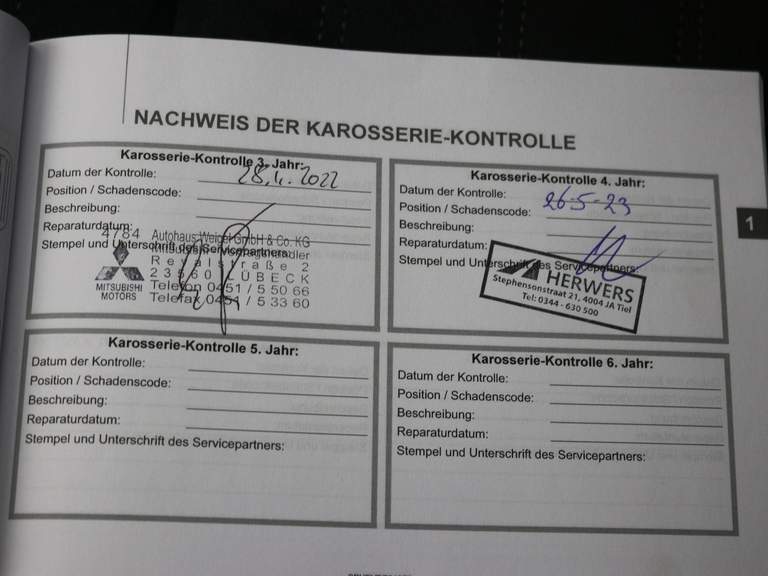 NACHWEIS DER KAROSSERIE-KONTROLLE
Karosserie-Kontrolle 3. Jahr:
Datum der Kontrolle: 28.4.2022
Position / Schadenscode:
Beschreibung:
Reparaturdatum:
Stempel und Unterschrift des Servicepartners:
4784 Autohaus Weigel GmbH & Co. KG
Mitsubishi Vertragshändler
Revalstraße 2
23560 LÜBECK
Telefon 0451 / 5 50 66
Telefax 0451 / 5 33 60
MITSUBISHI
MOTORS
Karosserie-Kontrolle 4. Jahr:
Datum der Kontrolle: 26-5-23
Position / Schadenscode:
Beschreibung:
Reparaturdatum:
Stempel und Unterschrift des Servicepartners:
HERWERS
Stephensonstraat 21, 4004 JA Tiel
Tel: 0344 - 630 500
1
Karosserie-Kontrolle 5. Jahr:
Datum der Kontrolle:
Position / Schadenscode:
Beschreibung:
Reparaturdatum:
Stempel und Unterschrift des Servicepartners:
Karosserie-Kontrolle 6. Jahr:
Datum der Kontrolle:
Position / Schadenscode:
Beschreibung:
Reparaturdatum:
Stempel und Unterschrift des Servicepartners: